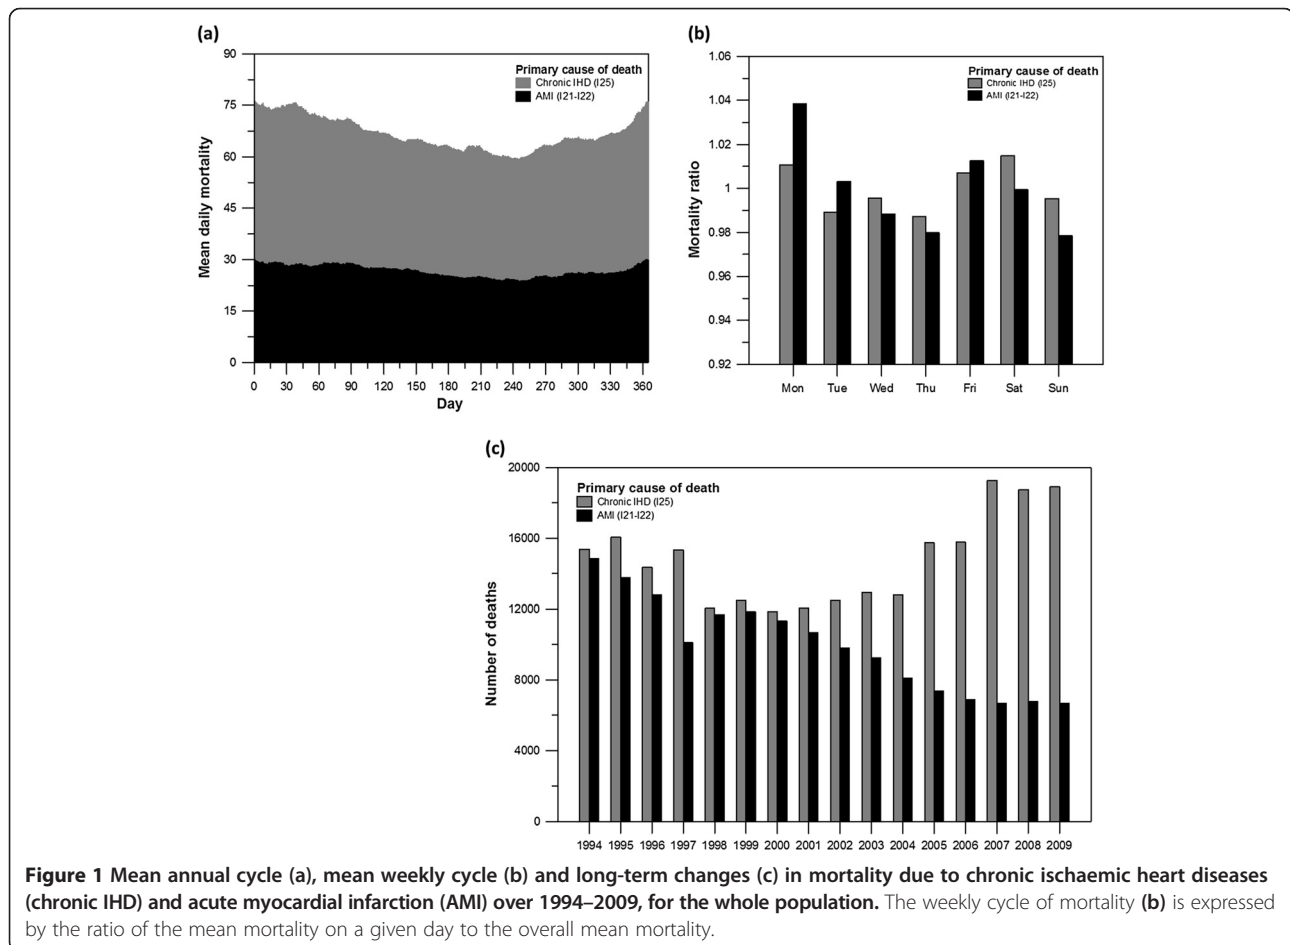 (a)
90
75
60
45
30
15
0
Mean daily mortality
Primary cause of death
Chronic IHD (I25)
AMI (I21-I22)
0 30 60 90 120 150 180 210 240 270 300 330 360
Day
(b)
1.06
1.04
1.02
1
0.98
0.96
0.94
0.92
Mortality ratio
Primary cause of death
Chronic IHD (I25)
AMI (I21-I22)
Mon Tue Wed Thu Fri Sat Sun
(c)
20000
16000
12000
8000
4000
0
Number of deaths
Primary cause of death
Chronic IHD (I25)
AMI (I21-I22)
1994 1995 1996 1997 1998 1999 2000 2001 2002 2003 2004 2005 2006 2007 2008 2009
Figure 1 Mean annual cycle (a), mean weekly cycle (b) and long-term changes (c) in mortality due to chronic ischaemic heart diseases
(chronic IHD) and acute myocardial infarction (AMI) over 1994–2009, for the whole population. The weekly cycle of mortality (b) is expressed
by the ratio of the mean mortality on a given day to the overall mean mortality.